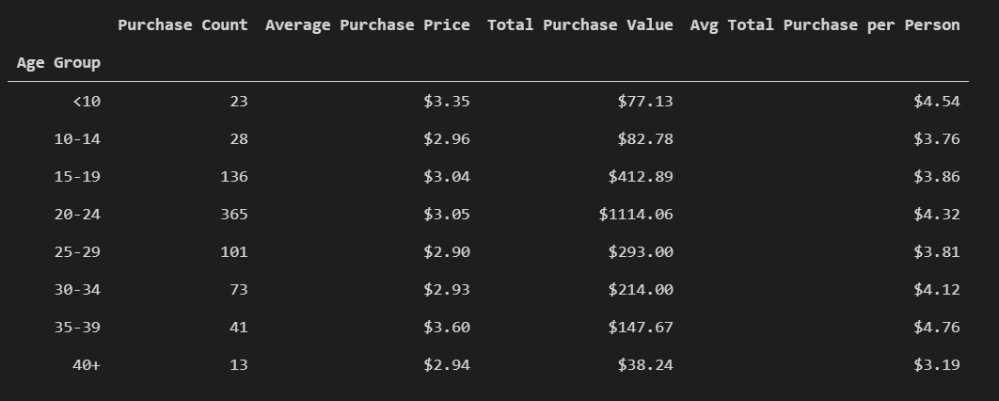 Purchase Count Average Purchase Price Total Purchase Value Avg Total Purchase per Person
Age Group
<10 23 $3.35 $77.13 $4.54
10-14 28 $2.96 $82.78 $3.76
15-19 136 $3.04 $412.89 $3.86
20-24 365 $3.05 $1114.06 $4.32
25-29 101 $2.90 $293.00 $3.81
30-34 73 $2.93 $214.00 $4.12
35-39 41 $3.60 $147.67 $4.76
40+ 13 $2.94 $38.24 $3.19